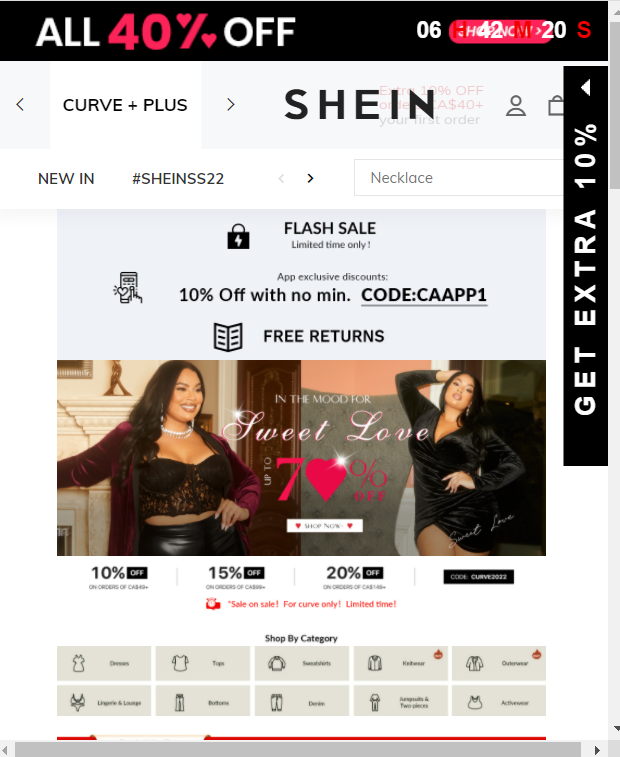 ALL 40% OFF
06 H 42 M 20 S
SHOP NOW >
CURVE + PLUS
SHEIN
Extra 10% OFF
order CA$40+
your first order
NEW IN
#SHEINSS22
Necklace
GET EXTRA 10%
FLASH SALE
Limited time only!
App exclusive discounts:
10% Off with no min. CODE:CAAPP1
FREE RETURNS
IN THE MOOD FOR
Sweet Love
UP TO
70%
OFF
SHOP NOW
Sweet Love
10% OFF
ON ORDERS OF CA$49+
15% OFF
ON ORDERS OF CA$99+
20% OFF
ON ORDERS OF CA$149+
CODE: CURVE2022
*Sale on sale! For curve only! Limited time!
Shop By Category
Dresses
Tops
Sweatshirts
Knitwear
Outerwear
Lingerie & Lounge
Bottoms
Denim
Jumpsuits &
Two-pieces
Activewear